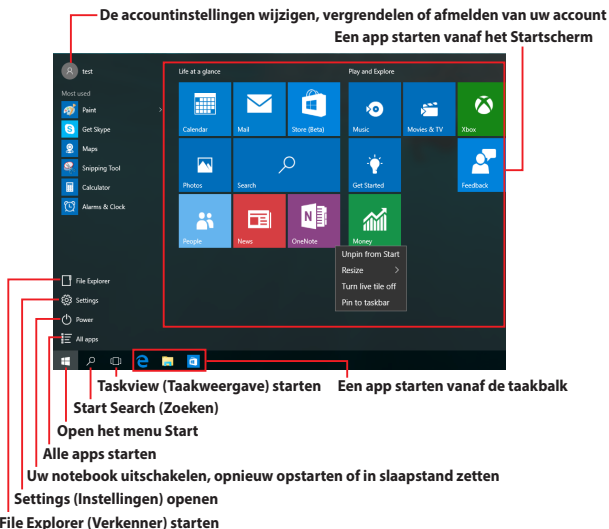 De accountinstellingen wijzigen, vergrendelen of afmelden van uw account
Een app starten vanaf het Startscherm
test
Life at a glance
Play and Explore
Most used
Paint
Get Skype
Maps
Snipping Tool
Calculator
Alarms & Clock
Calendar
Mail
Store (Beta)
Music
Movies & TV
Xbox
Photos
Search
Get Started
Feedback
People
News
OneNote
Money
Unpin from Start
Resize
Turn live tile off
Pin to taskbar
File Explorer
Settings
Power
All apps
Taskview (Taakweergave) starten
Een app starten vanaf de taakbalk
Start Search (Zoeken)
Open het menu Start
Alle apps starten
Uw notebook uitschakelen, opnieuw opstarten of in slaapstand zetten
Settings (Instellingen) openen
File Explorer (Verkenner) starten